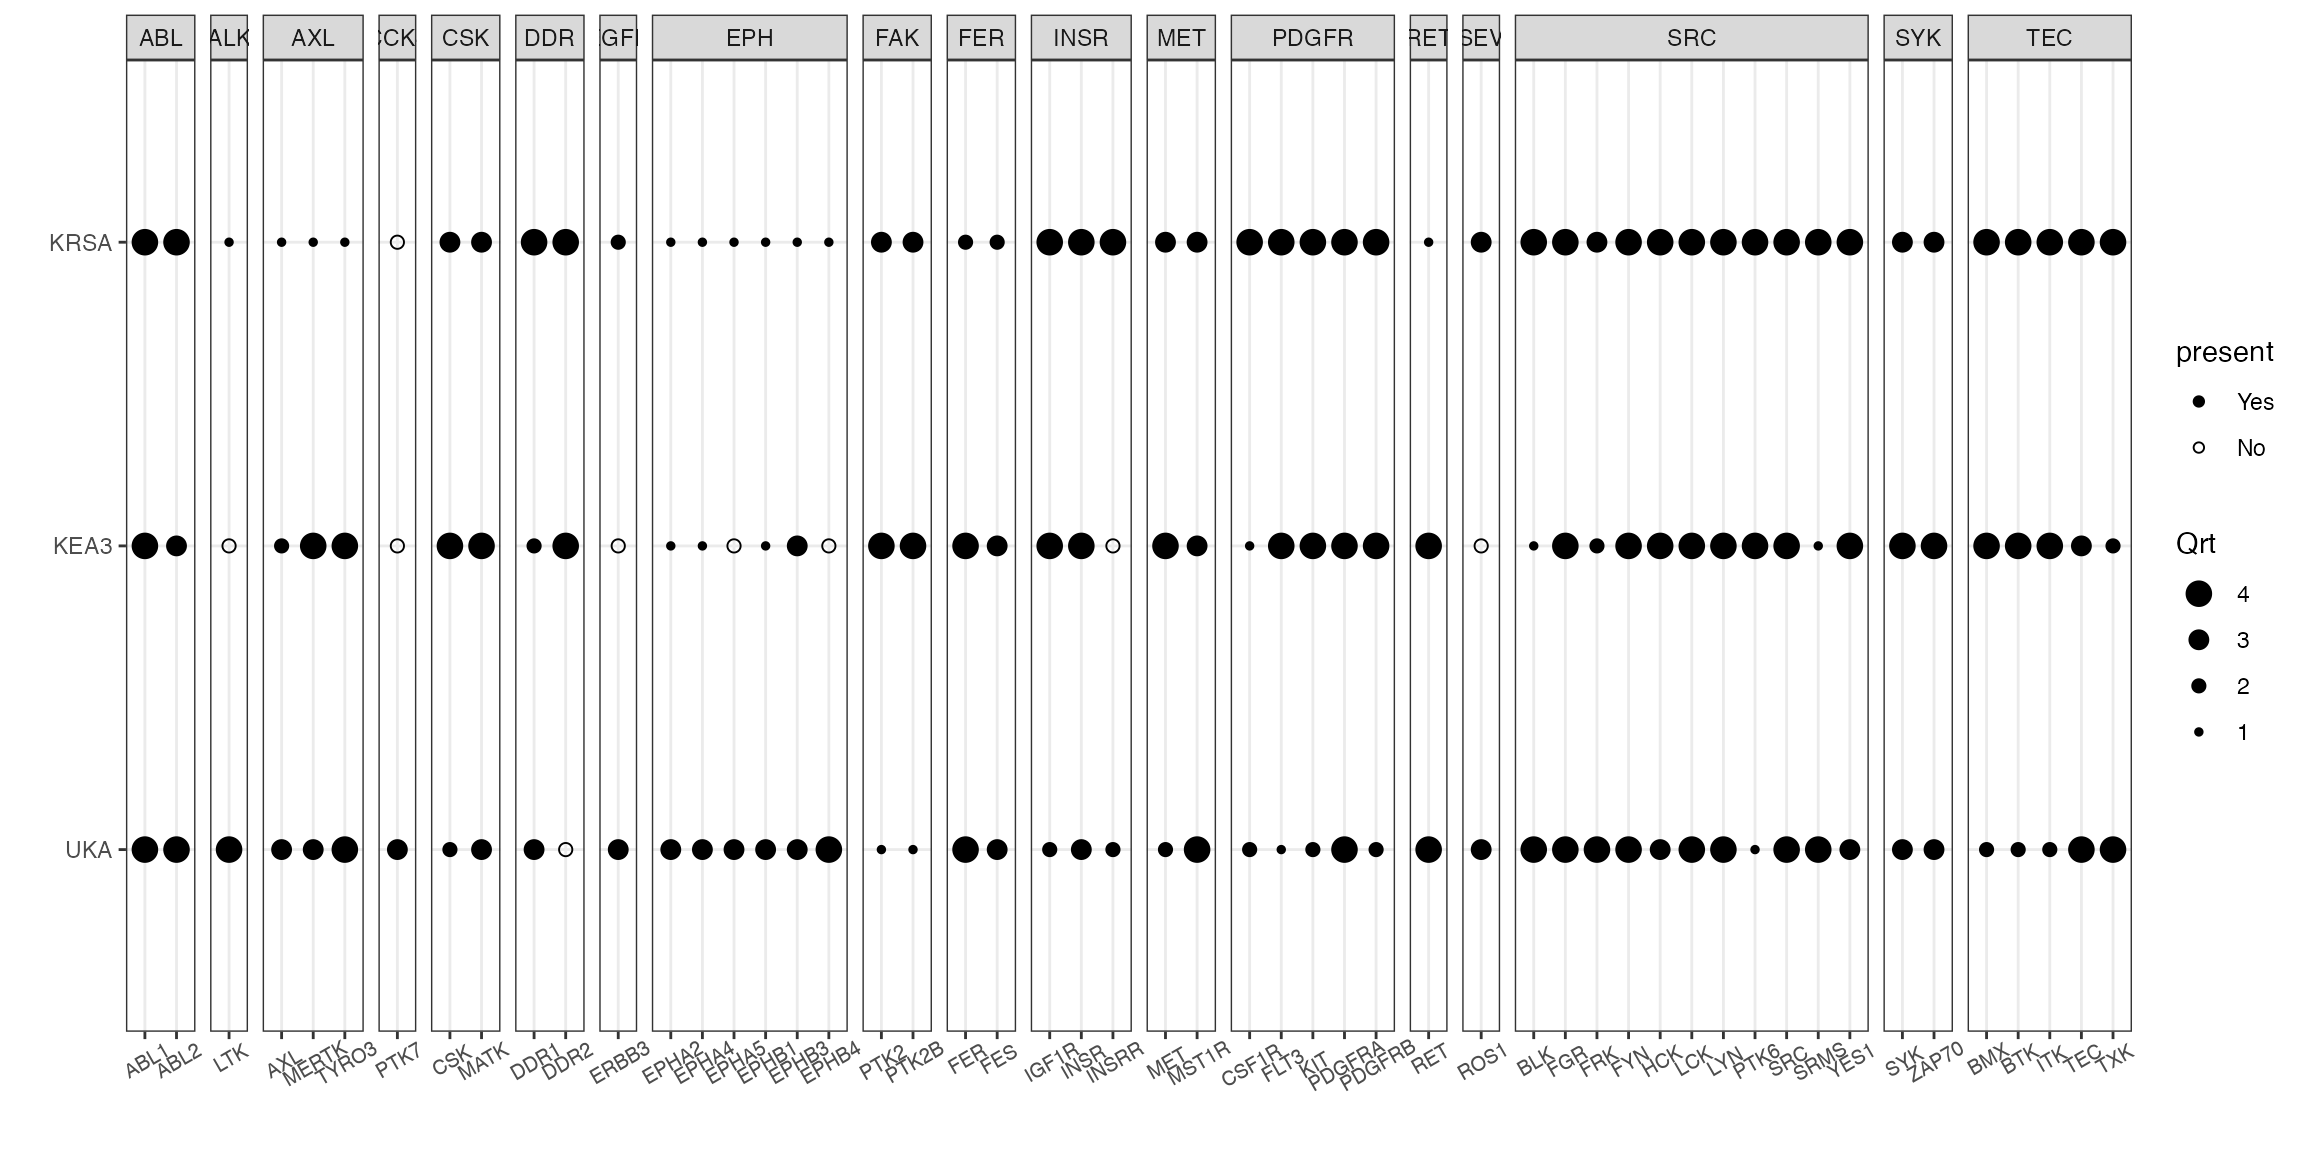 ABL ALK AXL CCK CSK DDR EGF EPH FAK FER INSR MET PDGFR RET SEV SRC SYK TEC
KRSA
KEA3
UKA
ABL1 ABL2 LTK AXL MERTK TYRO3 PTK7 CSK MATK DDR1 DDR2 ERBB3 EPHA2 EPHA4 EPHA5 EPHB1 EPHB3 EPHB4 PTK2 PTK2B FER FES IGF1R INSR INSRR MET MST1R CSF1R FLT3 KIT PDGFRA PDGFRB RET ROS1 BLK FGR FRK FYN HCK LCK LYN PTK6 SRC SRMS YES1 SYK ZAP70 BMX BTK ITK TEC TXK
present
Yes
No
Qrt
4
3
2
1